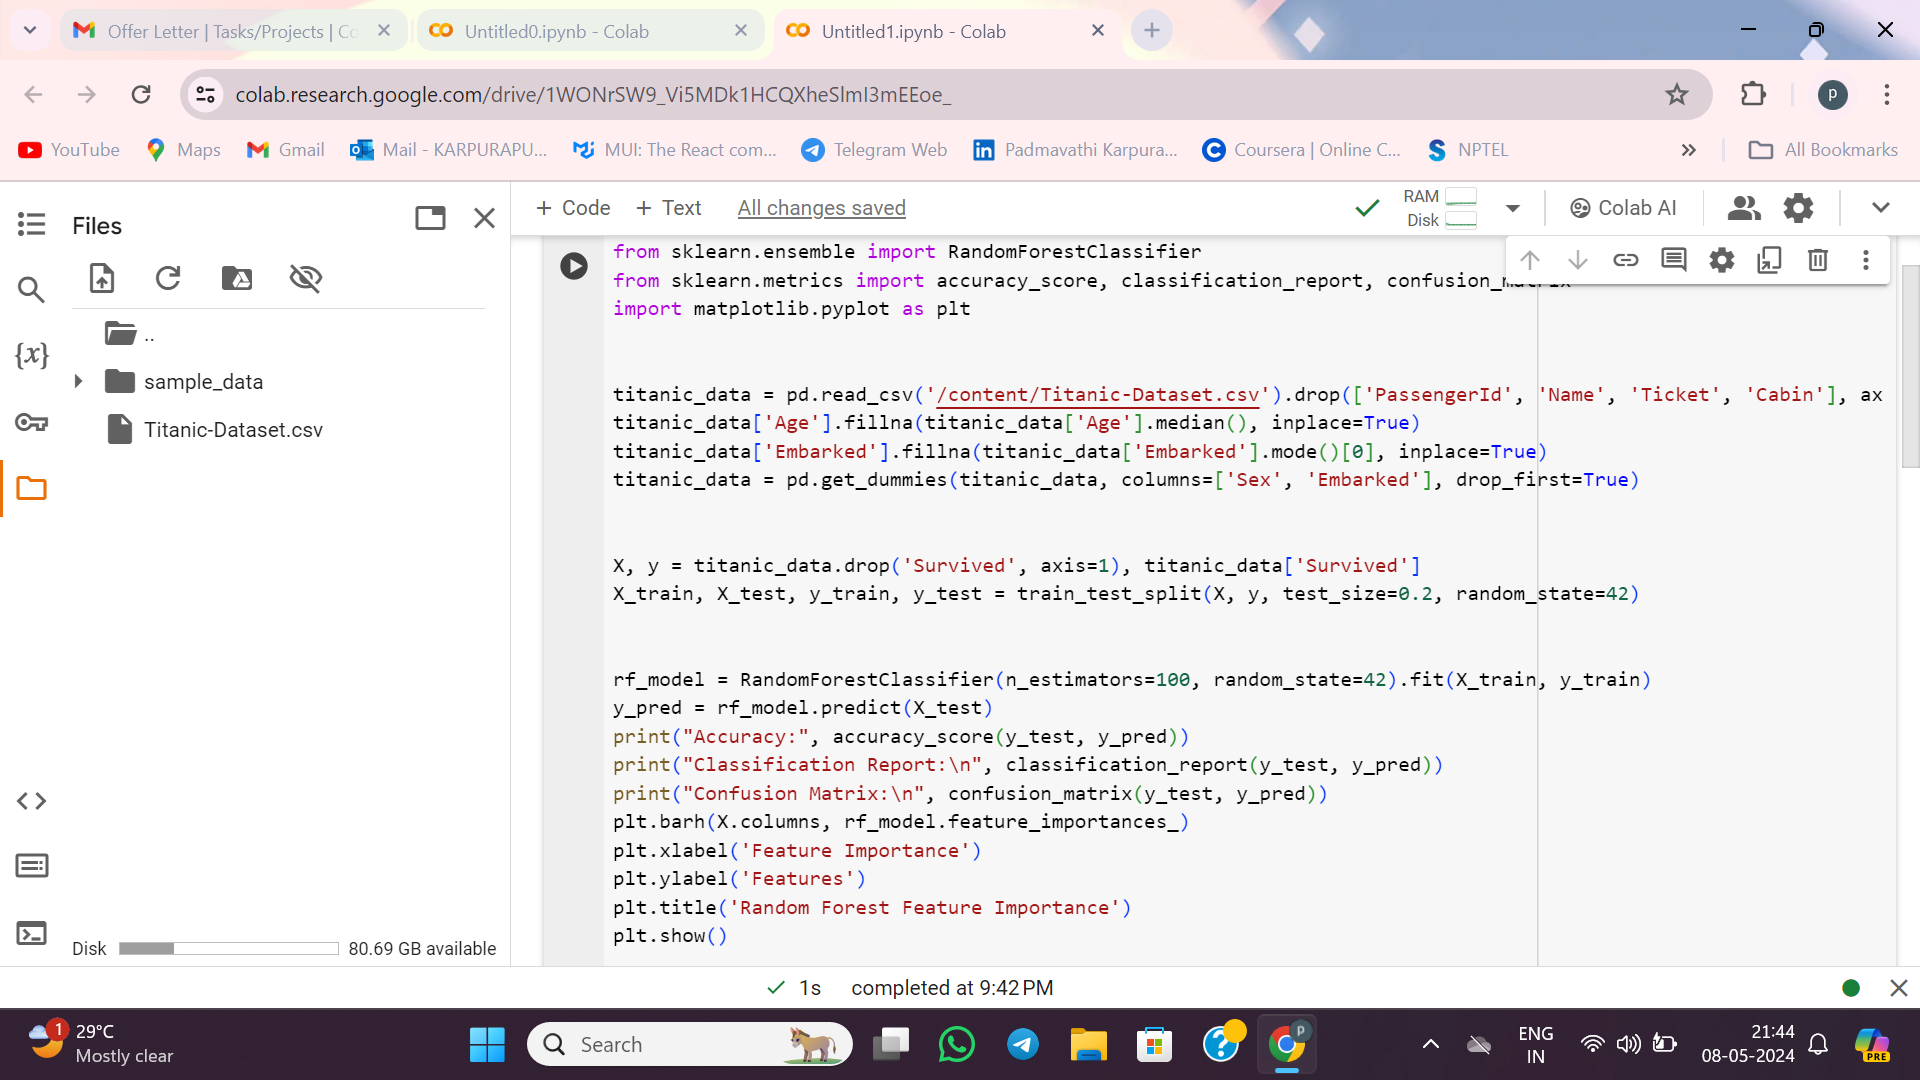 Offer Letter | Tasks/Projects | Co
Untitled0.ipynb - Colab
Untitled1.ipynb - Colab
colab.research.google.com/drive/1WONrSW9_Vi5MDk1HCQXheSlmI3mEEoe_
P
YouTube
Maps
Gmail
Mail - KARPURAPU...
MUI: The React com...
Telegram Web
Padmavathi Karpura...
Coursera | Online C...
NPTEL
All Bookmarks
Files
+ Code
+ Text
All changes saved
RAM
Disk
Colab AI
..
sample_data
Titanic-Dataset.csv
from sklearn.ensemble import RandomForestClassifier
from sklearn.metrics import accuracy_score, classification_report, confusion_matrix
import matplotlib.pyplot as plt
titanic_data = pd.read_csv('/content/Titanic-Dataset.csv').drop(['PassengerId', 'Name', 'Ticket', 'Cabin'], ax
titanic_data['Age'].fillna(titanic_data['Age'].median(), inplace=True)
titanic_data['Embarked'].fillna(titanic_data['Embarked'].mode()[0], inplace=True)
titanic_data = pd.get_dummies(titanic_data, columns=['Sex', 'Embarked'], drop_first=True)
X, y = titanic_data.drop('Survived', axis=1), titanic_data['Survived']
X_train, X_test, y_train, y_test = train_test_split(X, y, test_size=0.2, random_state=42)
rf_model = RandomForestClassifier(n_estimators=100, random_state=42).fit(X_train, y_train)
y_pred = rf_model.predict(X_test)
print("Accuracy:", accuracy_score(y_test, y_pred))
print("Classification Report:\n", classification_report(y_test, y_pred))
print("Confusion Matrix:\n", confusion_matrix(y_test, y_pred))
plt.barh(X.columns, rf_model.feature_importances_)
plt.xlabel('Feature Importance')
plt.ylabel('Features')
plt.title('Random Forest Feature Importance')
plt.show()
Disk
80.69 GB available
1s completed at 9:42 PM
1
29°C
Mostly clear
Search
P
ENG
IN
21:44
08-05-2024
PRE